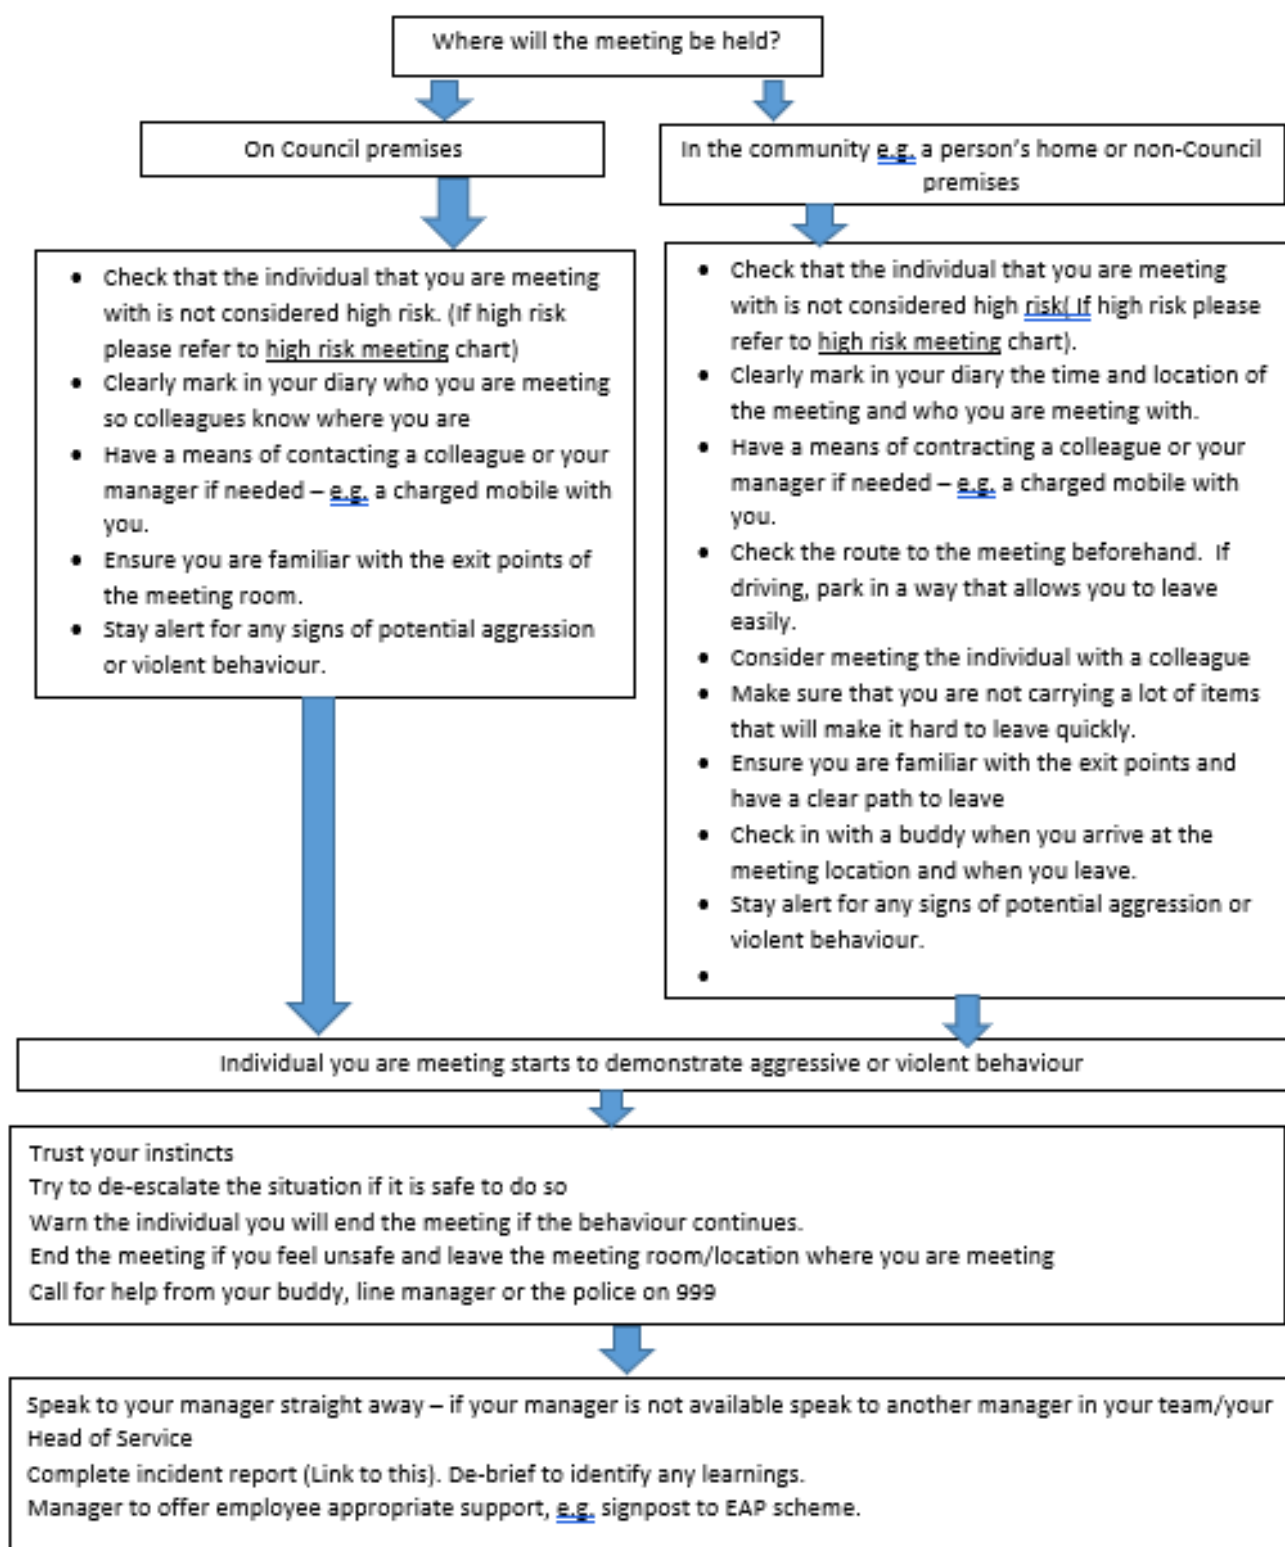 Where will the meeting be held?
On Council premises
In the community e.g. a person's home or non-Council
premises
• Check that the individual that you are meeting
with is not considered high risk. (If high risk
please refer to high risk meeting chart)
• Clearly mark in your diary who you are meeting
so colleagues know where you are
• Have a means of contacting a colleague or your
manager if needed – e.g. a charged mobile with
you.
• Ensure you are familiar with the exit points of
the meeting room.
• Stay alert for any signs of potential aggression
or violent behaviour.
• Check that the individual that you are meeting
with is not considered high risk( If high risk please
refer to high risk meeting chart).
• Clearly mark in your diary the time and location of
the meeting and who you are meeting with.
• Have a means of contracting a colleague or your
manager if needed – e.g. a charged mobile with
you.
• Check the route to the meeting beforehand.  If
driving, park in a way that allows you to leave
easily.
• Consider meeting the individual with a colleague
• Make sure that you are not carrying a lot of items
that will make it hard to leave quickly.
• Ensure you are familiar with the exit points and
have a clear path to leave
• Check in with a buddy when you arrive at the
meeting location and when you leave.
• Stay alert for any signs of potential aggression or
violent behaviour.
•
Individual you are meeting starts to demonstrate aggressive or violent behaviour
Trust your instincts
Try to de-escalate the situation if it is safe to do so
Warn the individual you will end the meeting if the behaviour continues.
End the meeting if you feel unsafe and leave the meeting room/location where you are meeting
Call for help from your buddy, line manager or the police on 999
Speak to your manager straight away – if your manager is not available speak to another manager in your team/your
Head of Service
Complete incident report (Link to this). De-brief to identify any learnings.
Manager to offer employee appropriate support, e.g. signpost to EAP scheme.